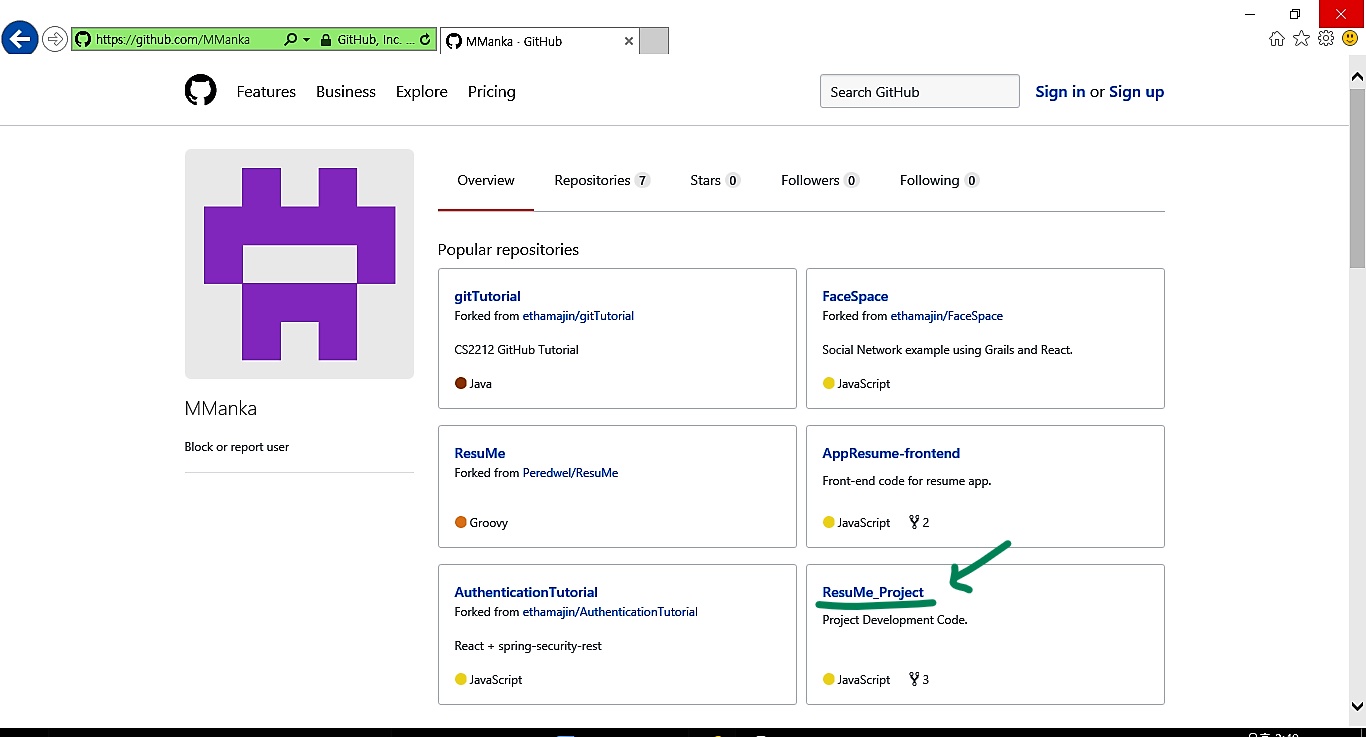 https://github.com/MManka
GitHub, Inc. ...
MManka · GitHub
Features
Business
Explore
Pricing
Search GitHub
Sign in or Sign up
Overview
Repositories 7
Stars 0
Followers 0
Following 0
MManka
Block or report user
Popular repositories
gitTutorial
Forked from ethamajin/gitTutorial
CS2212 GitHub Tutorial
Java
FaceSpace
Forked from ethamajin/FaceSpace
Social Network example using Grails and React.
JavaScript
ResuMe
Forked from Peredwel/ResuMe
Groovy
AppResume-frontend
Front-end code for resume app.
JavaScript
2
AuthenticationTutorial
Forked from ethamajin/AuthenticationTutorial
React + spring-security-rest
JavaScript
ResuMe_Project
Project Development Code.
JavaScript
3